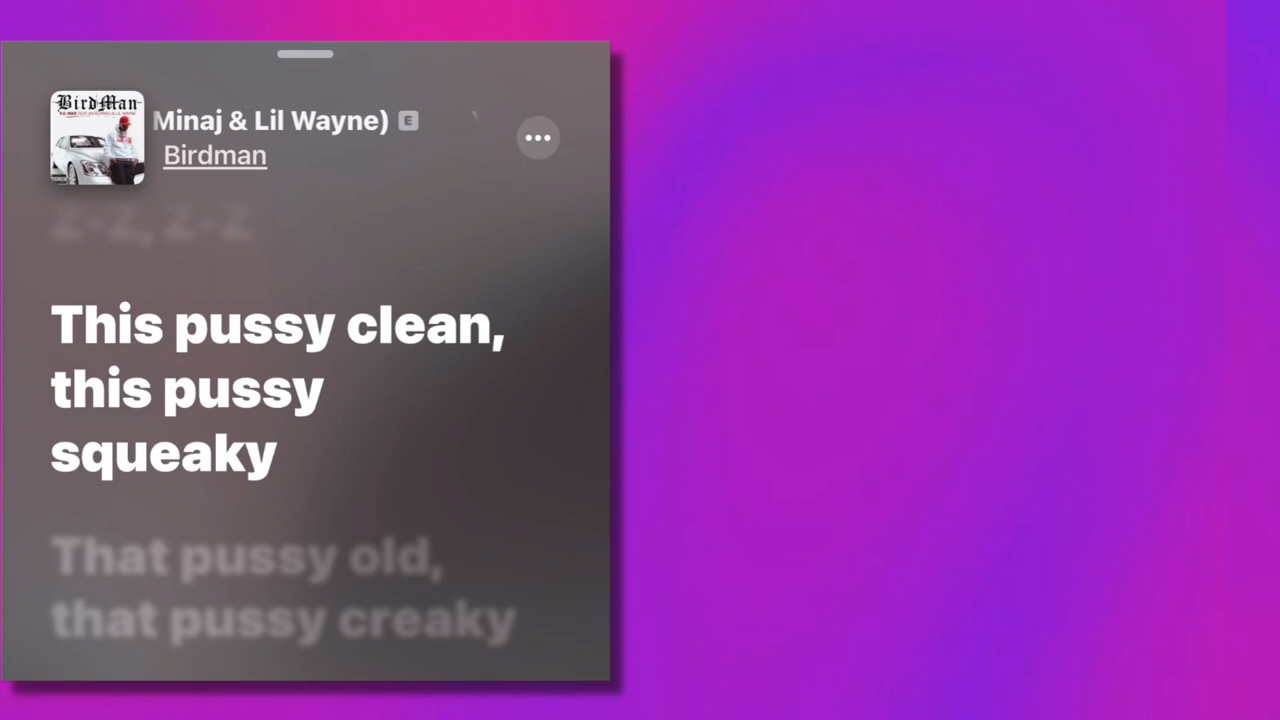 BirdMan
Minaj & Lil Wayne) E
Birdman
Z-Z, Z-Z
This pussy clean,
this pussy
squeaky
That pussy old,
that pussy creaky